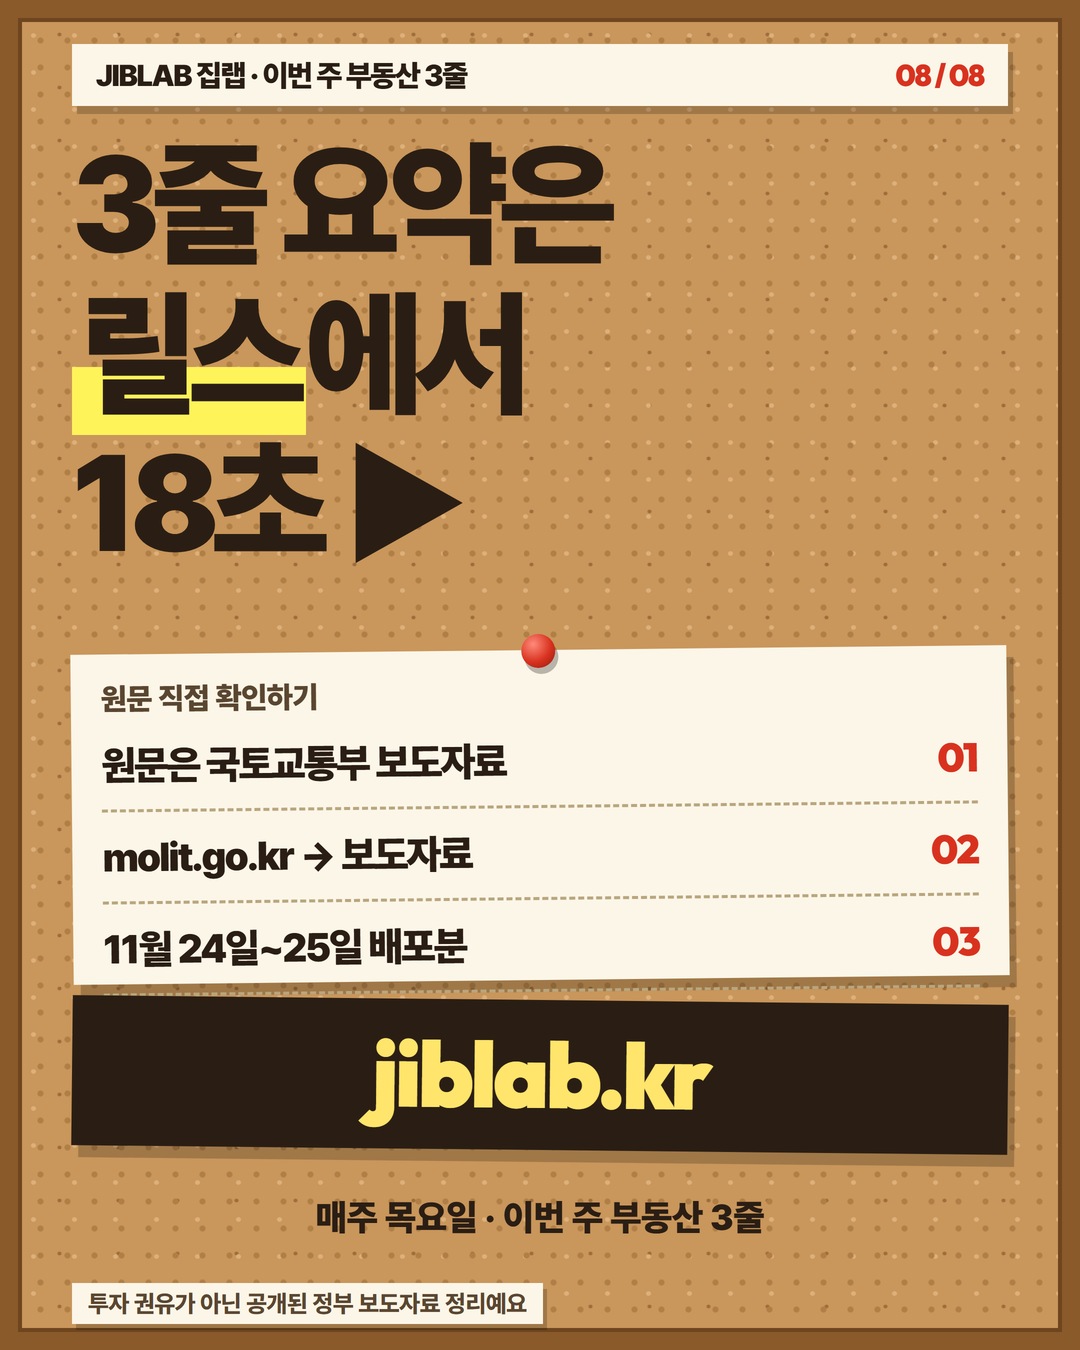 JIBLAB 집랩 · 이번 주 부동산 3줄
08 / 08
3줄 요약은
릴스에서
18초 ▶
원문 직접 확인하기
원문은 국토교통부 보도자료 01
molit.go.kr → 보도자료 02
11월 24일~25일 배포분 03
jiblab.kr
매주 목요일 · 이번 주 부동산 3줄
투자 권유가 아닌 공개된 정부 보도자료 정리예요